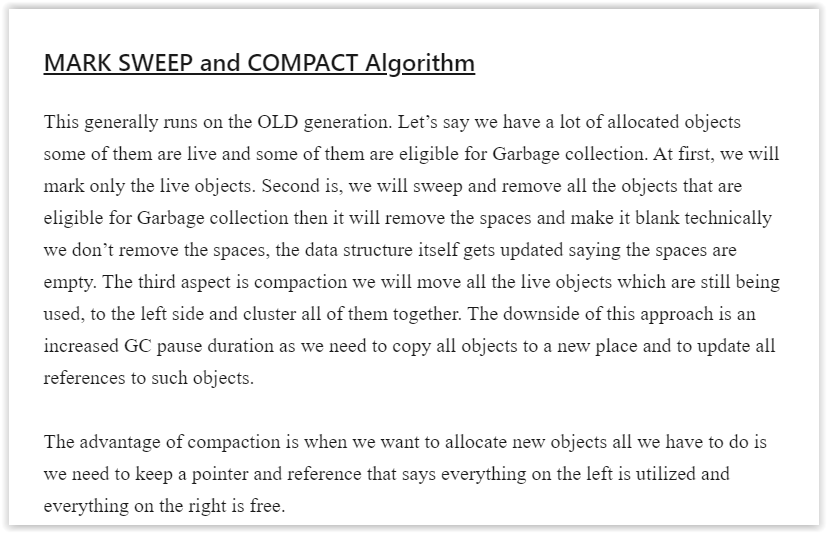 MARK SWEEP and COMPACT Algorithm
This generally runs on the OLD generation. Let’s say we have a lot of allocated objects
some of them are live and some of them are eligible for Garbage collection. At first, we will
mark only the live objects. Second is, we will sweep and remove all the objects that are
eligible for Garbage collection then it will remove the spaces and make it blank technically
we don’t remove the spaces, the data structure itself gets updated saying the spaces are
empty. The third aspect is compaction we will move all the live objects which are still being
used, to the left side and cluster all of them together. The downside of this approach is an
increased GC pause duration as we need to copy all objects to a new place and to update all
references to such objects.
The advantage of compaction is when we want to allocate new objects all we have to do is
we need to keep a pointer and reference that says everything on the left is utilized and
everything on the right is free.